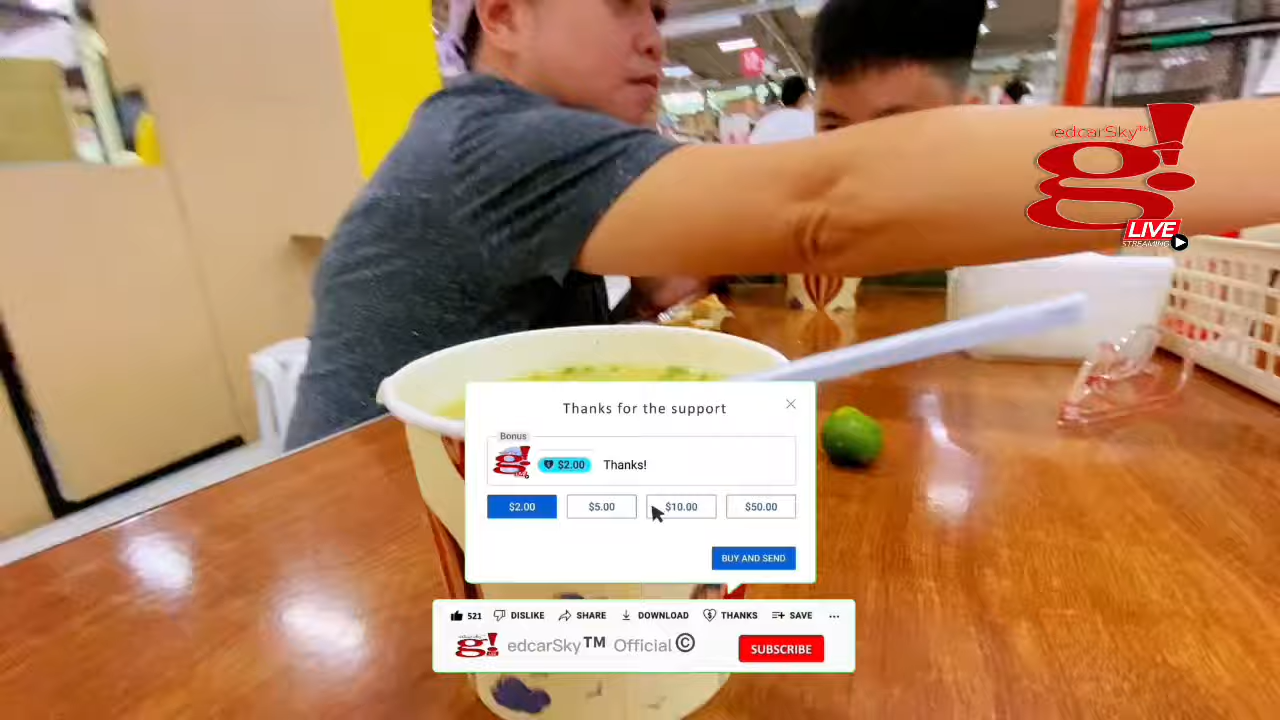 edcarSky™
g!
LIVE
STREAMING
Thanks for the support
Bonus
$2.00 Thanks!
$2.00 $5.00 $10.00 $50.00
BUY AND SEND
521 DISLIKE SHARE DOWNLOAD THANKS SAVE ...
g! edcarSky™ Official © SUBSCRIBE